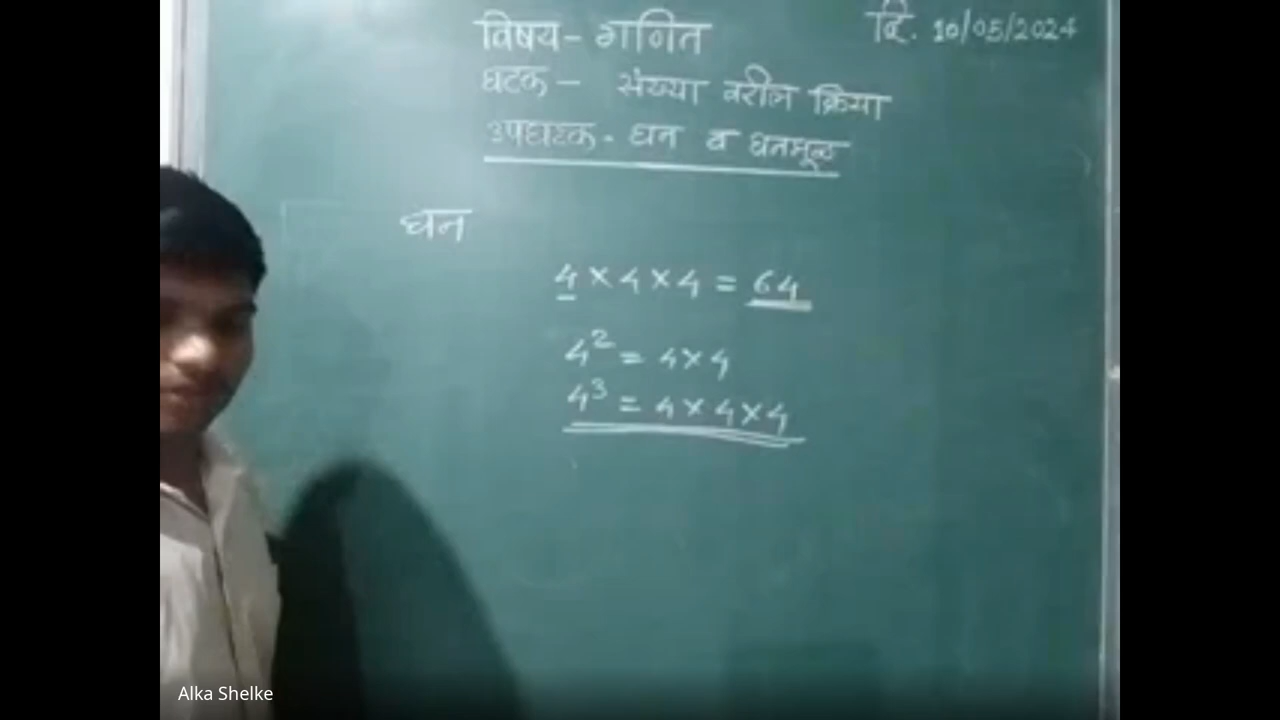 विषय - गणित
दि. 10/05/2024
घटक - संख्या वरील क्रिया
उपघटक - घन व घनमूळ
घन
4 × 4 × 4 = 64
4² = 4 × 4
4³ = 4 × 4 × 4
Alka Shelke